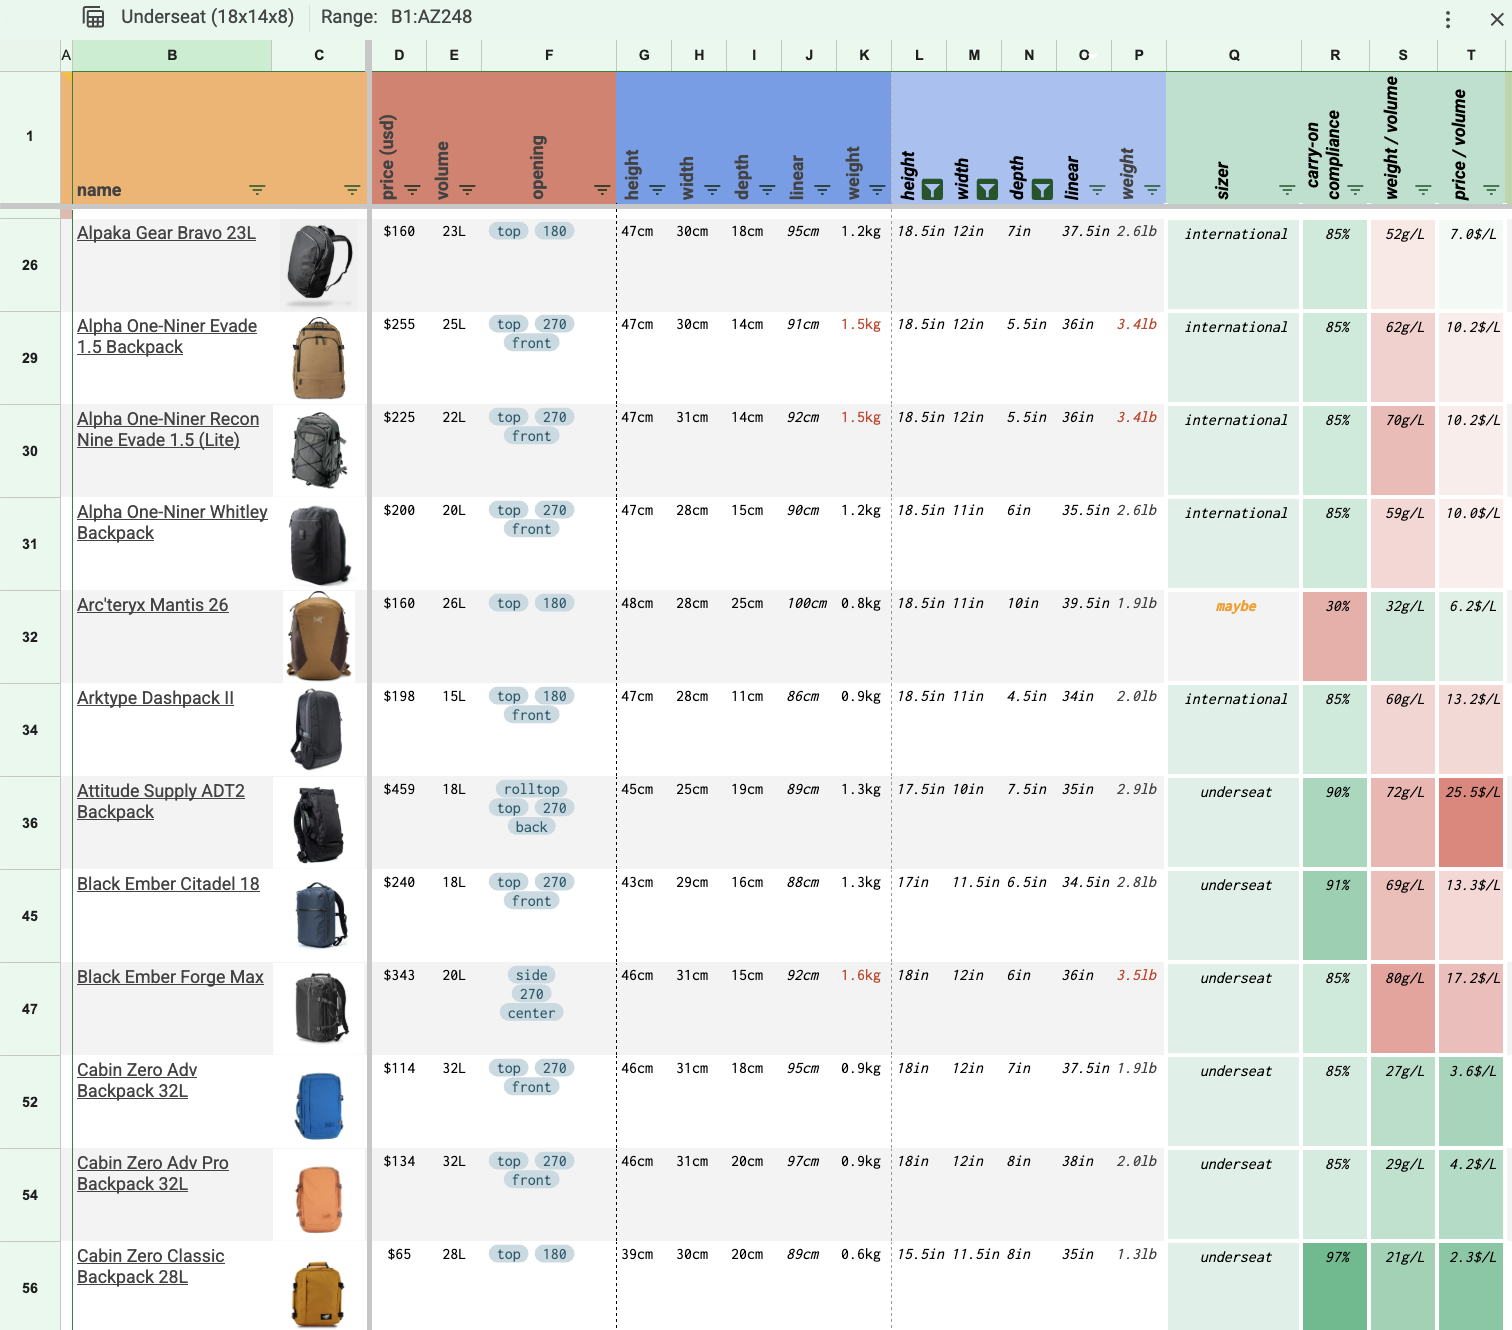 Underseat (18x14x8) Range: B1:AZ248
A B C D E F G H I J K L M N O P Q R S T
1 name price (usd) volume opening height width depth linear weight height width depth linear weight sizer carry-on compliance weight / volume price / volume
26 Alpaka Gear Bravo 23L $160 23L top 180 47cm 30cm 18cm 95cm 1.2kg 18.5in 12in 7in 37.5in 2.6lb international 85% 52g/L 7.0$/L
29 Alpha One-Niner Evade 1.5 Backpack $255 25L top 270 front 47cm 30cm 14cm 91cm 1.5kg 18.5in 12in 5.5in 36in 3.4lb international 85% 62g/L 10.2$/L
30 Alpha One-Niner Recon Nine Evade 1.5 (Lite) $225 22L top 270 front 47cm 31cm 14cm 92cm 1.5kg 18.5in 12in 5.5in 36in 3.4lb international 85% 70g/L 10.2$/L
31 Alpha One-Niner Whitley Backpack $200 20L top 270 front 47cm 28cm 15cm 90cm 1.2kg 18.5in 11in 6in 35.5in 2.6lb international 85% 59g/L 10.0$/L
32 Arc'teryx Mantis 26 $160 26L top 180 48cm 28cm 25cm 100cm 0.8kg 18.5in 11in 10in 39.5in 1.9lb maybe 30% 32g/L 6.2$/L
34 Arktype Dashpack II $198 15L top 180 front 47cm 28cm 11cm 86cm 0.9kg 18.5in 11in 4.5in 34in 2.0lb international 85% 60g/L 13.2$/L
36 Attitude Supply ADT2 Backpack $459 18L rolltop top 270 back 45cm 25cm 19cm 89cm 1.3kg 17.5in 10in 7.5in 35in 2.9lb underseat 90% 72g/L 25.5$/L
45 Black Ember Citadel 18 $240 18L top 270 front 43cm 29cm 16cm 88cm 1.3kg 17in 11.5in 6.5in 34.5in 2.8lb underseat 91% 69g/L 13.3$/L
47 Black Ember Forge Max $343 20L side 270 center 46cm 31cm 15cm 92cm 1.6kg 18in 12in 6in 36in 3.5lb underseat 85% 80g/L 17.2$/L
52 Cabin Zero Adv Backpack 32L $114 32L top 270 front 46cm 31cm 18cm 95cm 0.9kg 18in 12in 7in 37.5in 1.9lb underseat 85% 27g/L 3.6$/L
54 Cabin Zero Adv Pro Backpack 32L $134 32L top 270 front 46cm 31cm 20cm 97cm 0.9kg 18in 12in 8in 38in 2.0lb underseat 85% 29g/L 4.2$/L
56 Cabin Zero Classic Backpack 28L $65 28L top 180 39cm 30cm 20cm 89cm 0.6kg 15.5in 11.5in 8in 35in 1.3lb underseat 97% 21g/L 2.3$/L